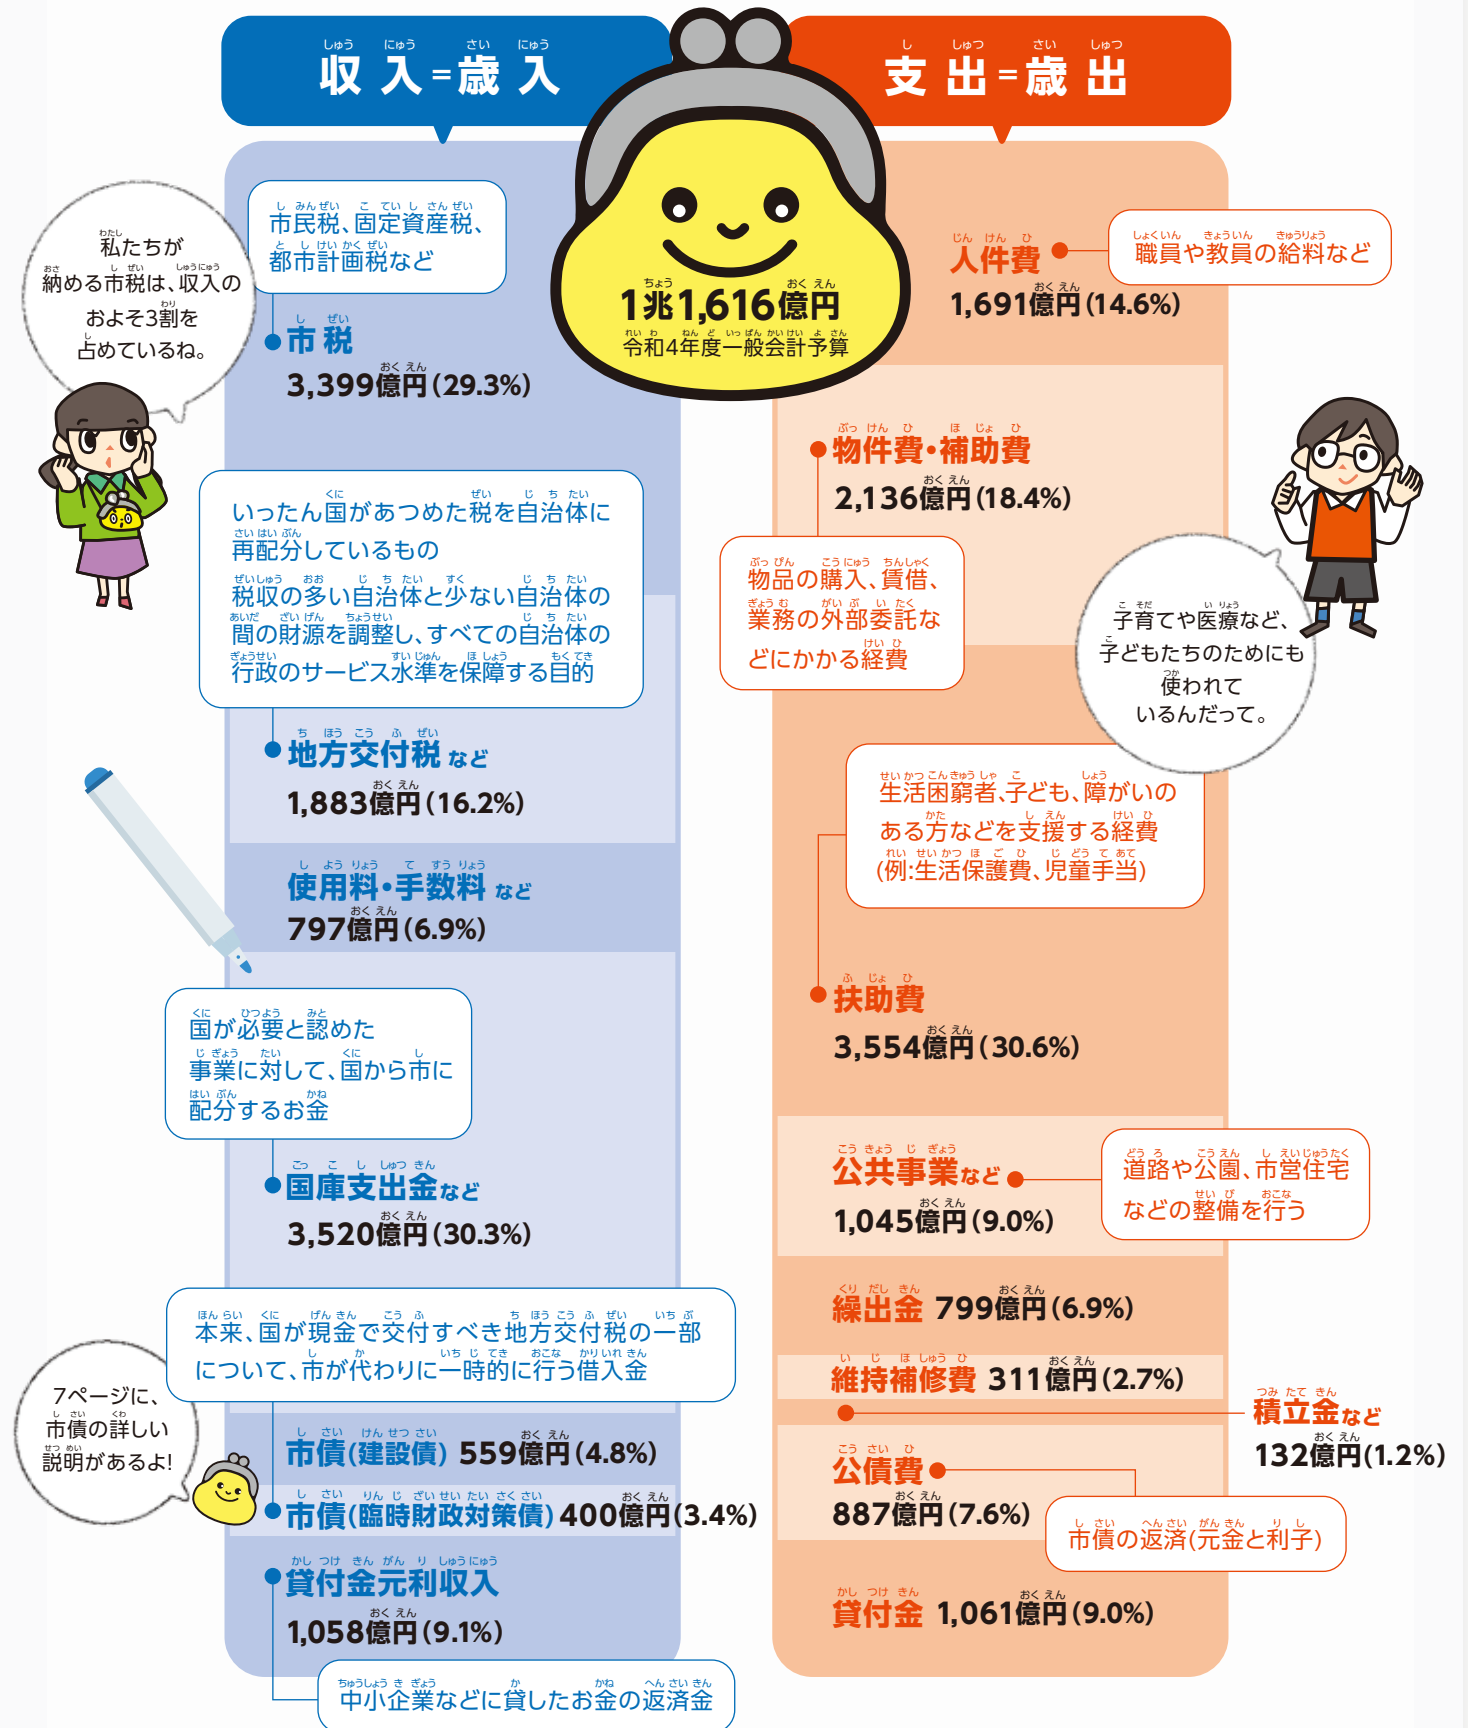 収入=歳入
支出=歳出
1兆1,616億円
令和4年度一般会計予算
私たちが
納める市税は、収入の
およそ3割を
占めているね。
市民税、固定資産税、
都市計画税など
市税
3,399億円(29.3%)
いったん国があつめた税を自治体に
再配分しているもの
税収の多い自治体と少ない自治体の
間の財源を調整し、すべての自治体の
行政のサービス水準を保障する目的
地方交付税など
1,883億円(16.2%)
使用料・手数料など
797億円(6.9%)
国が必要と認めた
事業に対して、国から市に
配分するお金
国庫支出金など
3,520億円(30.3%)
本来、国が現金で交付すべき地方交付税の一部
について、市が代わりに一時的に行う借入金
7ページに、
市債の詳しい
説明があるよ!
市債(建設債) 559億円(4.8%)
市債(臨時財政対策債) 400億円(3.4%)
貸付金元利収入
1,058億円(9.1%)
中小企業などに貸したお金の返済金
人件費
1,691億円(14.6%)
職員や教員の給料など
物件費・補助費
2,136億円(18.4%)
物品の購入、賃借、
業務の外部委託な
どにかかる経費
子育てや医療など、
子どもたちのためにも
使われて
いるんだって。
生活困窮者、子ども、障がいの
ある方などを支援する経費
(例:生活保護費、児童手当)
扶助費
3,554億円(30.6%)
公共事業など
1,045億円(9.0%)
道路や公園、市営住宅
などの整備を行う
繰出金 799億円(6.9%)
維持補修費 311億円(2.7%)
積立金など
132億円(1.2%)
公債費
887億円(7.6%)
市債の返済(元金と利子)
貸付金 1,061億円(9.0%)